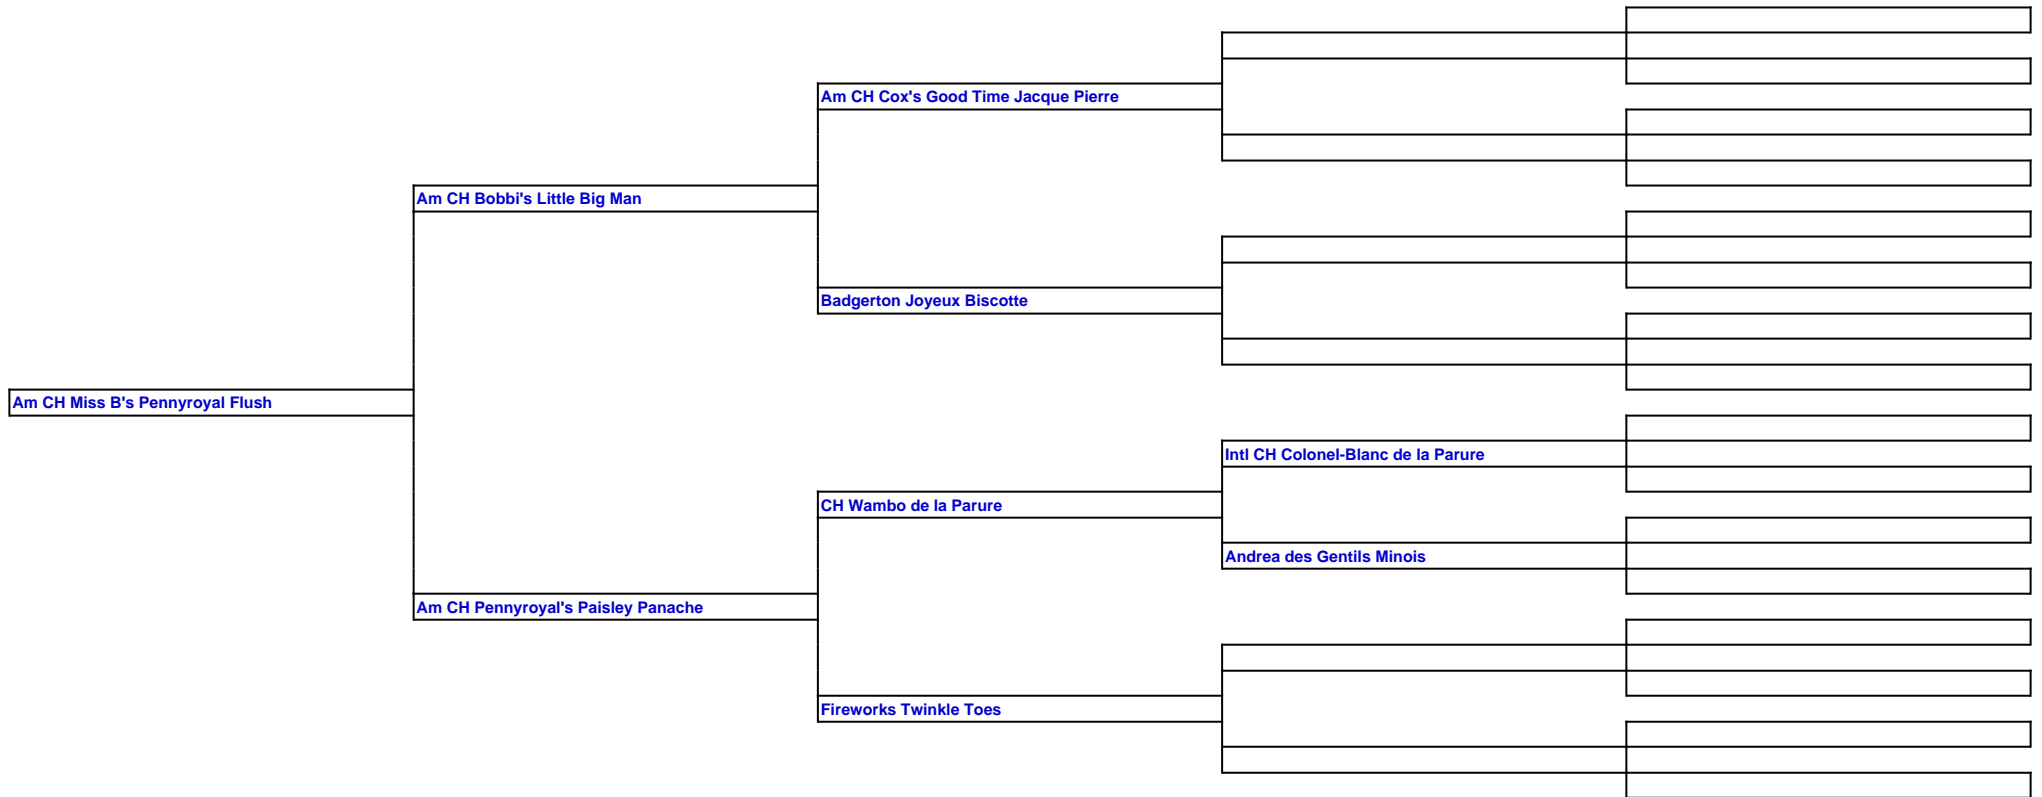 Am CH Cox's Good Time Jacque Pierre
Am CH Bobbi's Little Big Man
Badgerton Joyeux Biscotte
Am CH Miss B's Pennyroyal Flush
Intl CH Colonel-Blanc de la Parure
CH Wambo de la Parure
Andrea des Gentils Minois
Am CH Pennyroyal's Paisley Panache
Fireworks Twinkle Toes